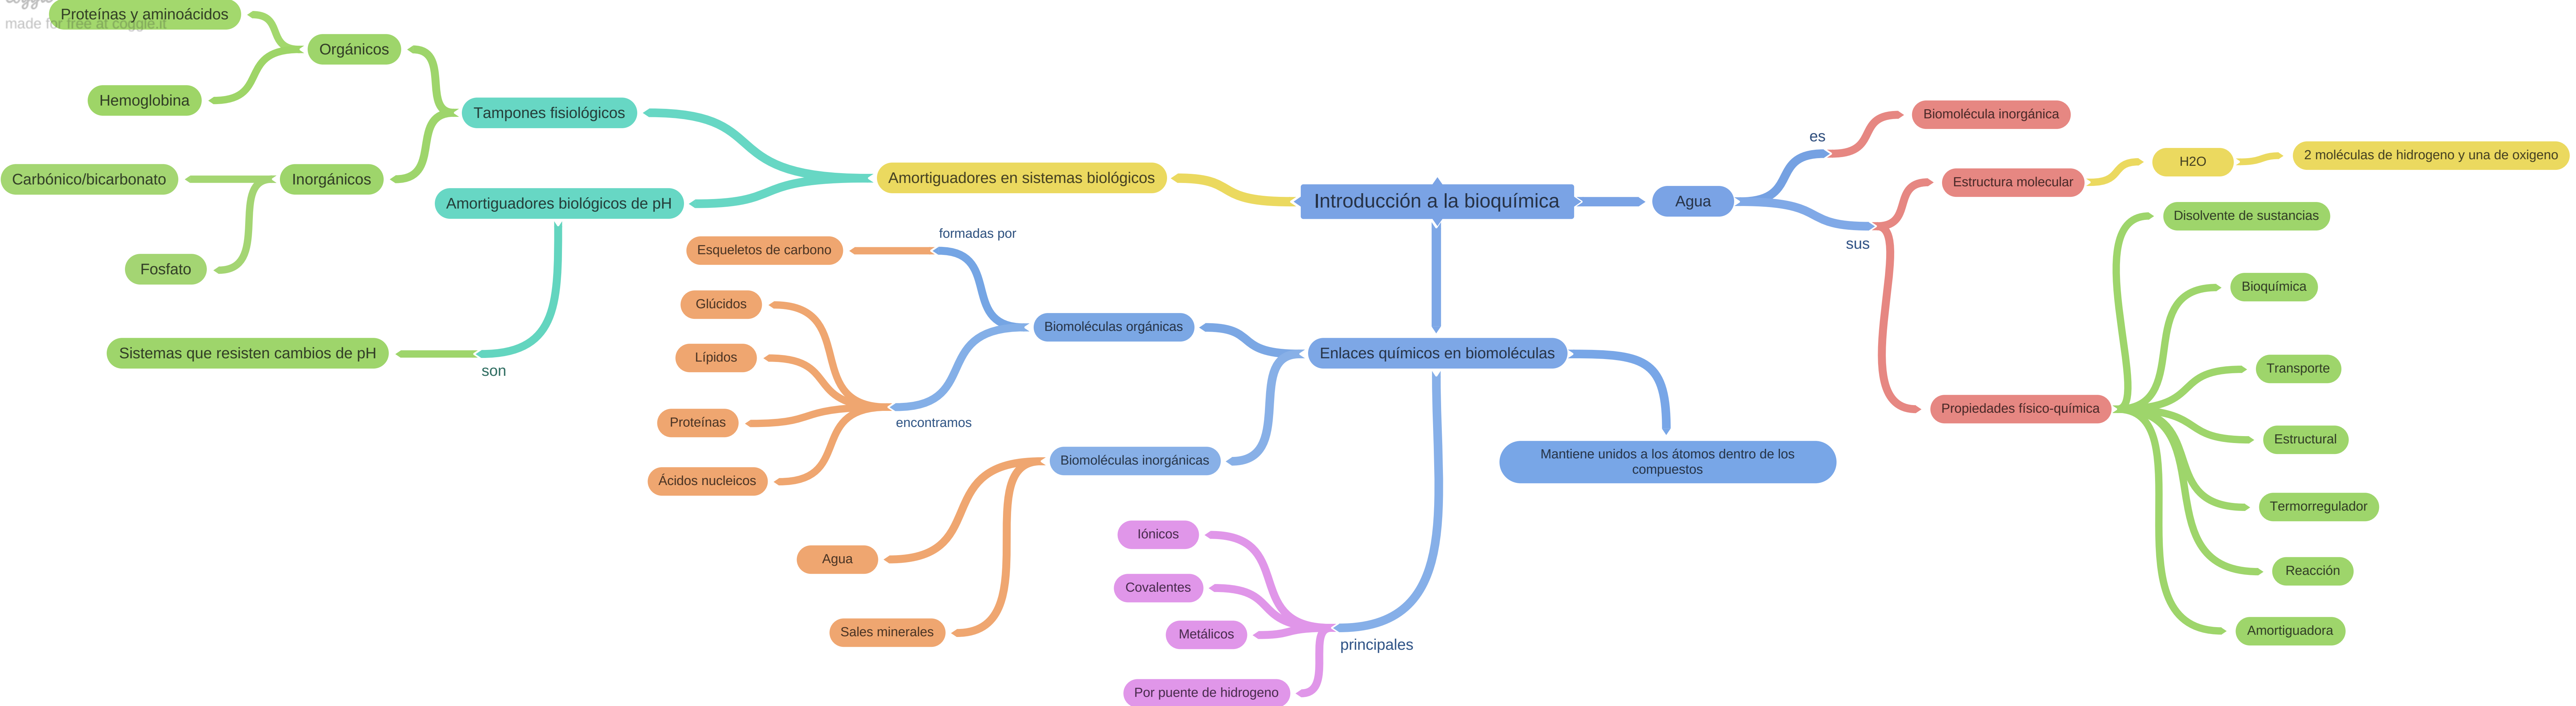 Proteínas y aminoácidos
made for free at coggle.it
Orgánicos
Hemoglobina
Tampones fisiológicos
Carbónico/bicarbonato
Inorgánicos
Fosfato
Amortiguadores biológicos de pH
Sistemas que resisten cambios de pH
son
Amortiguadores en sistemas biológicos
Introducción a la bioquímica
Agua
es
Biomolécula inorgánica
sus
Estructura molecular
H2O
2 moléculas de hidrogeno y una de oxigeno
Propiedades físico-química
Disolvente de sustancias
Bioquímica
Transporte
Estructural
Termorregulador
Reacción
Amortiguadora
Enlaces químicos en biomoléculas
Mantiene unidos a los átomos dentro de los
compuestos
Biomoléculas orgánicas
formadas por
Esqueletos de carbono
encontramos
Glúcidos
Lípidos
Proteínas
Ácidos nucleicos
Biomoléculas inorgánicas
Agua
Sales minerales
principales
Iónicos
Covalentes
Metálicos
Por puente de hidrogeno